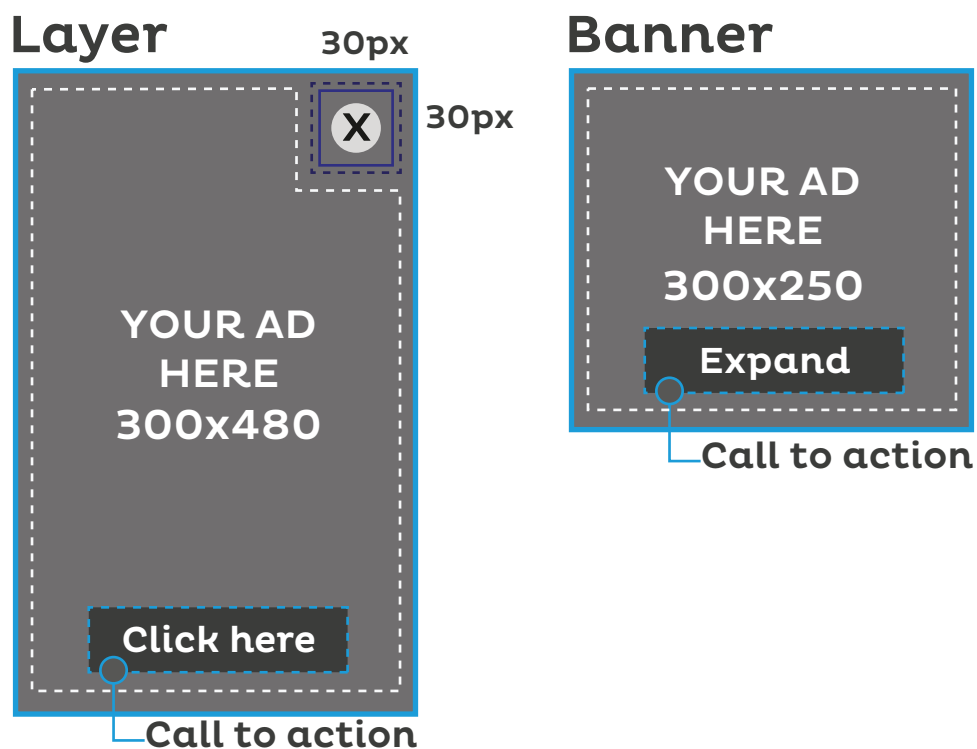 Layer
30px
X
30px
YOUR AD
HERE
300x480
Click here
Call to action
Banner
YOUR AD
HERE
300x250
Expand
Call to action